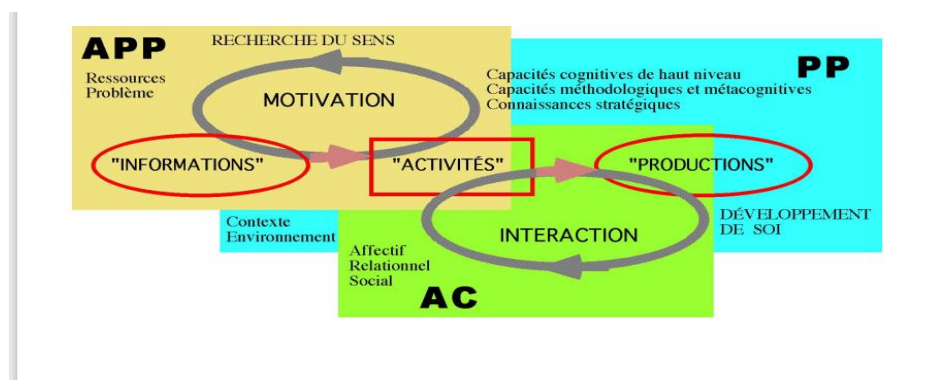 APP
RECHERCHE DU SENS
Ressources
Problème
MOTIVATION
Capacités cognitives de haut niveau
Capacités méthodologiques et métacognitives
Connaissances stratégiques
PP
"INFORMATIONS"
"ACTIVITÉS"
"PRODUCTIONS"
Contexte
Environnement
DÉVELOPPEMENT
DE SOI
INTERACTION
Affectif
Relationnel
Social
AC